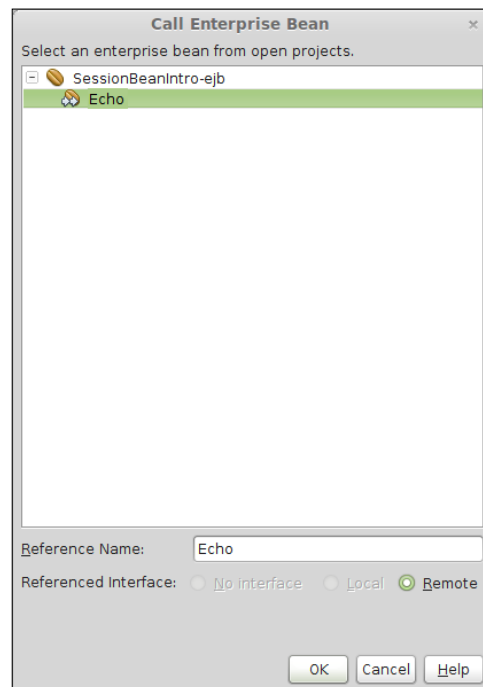 Call Enterprise Bean
Select an enterprise bean from open projects.
SessionBeanIntro-ejb
Echo
Reference Name: Echo
Referenced Interface: No Interface Local Remote
OK Cancel Help